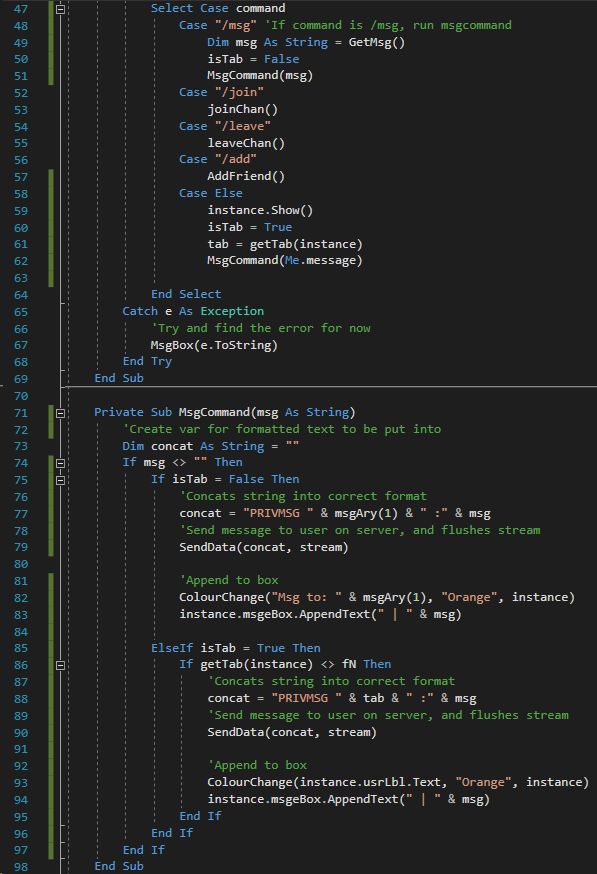 47 Select Case command
48 Case "/msg" 'If command is /msg, run msgcommand
49 Dim msg As String = GetMsg()
50 isTab = False
51 MsgCommand(msg)
52 Case "/join"
53 joinChan()
54 Case "/leave"
55 leaveChan()
56 Case "/add"
57 AddFriend()
58 Case Else
59 instance.Show()
60 isTab = True
61 tab = getTab(instance)
62 MsgCommand(Me.message)
63
64 End Select
65 Catch e As Exception
66 'Try and find the error for now
67 MsgBox(e.ToString)
68 End Try
69 End Sub
70
71 Private Sub MsgCommand(msg As String)
72 'Create var for formatted text to be put into
73 Dim concat As String = ""
74 If msg <> "" Then
75 If isTab = False Then
76 'Concats string into correct format
77 concat = "PRIVMSG " & msgAry(1) & " :" & msg
78 'Send message to user on server, and flushes stream
79 SendData(concat, stream)
80
81 'Append to box
82 ColourChange("Msg to: " & msgAry(1), "Orange", instance)
83 instance.msgeBox.AppendText(" | " & msg)
84
85 ElseIf isTab = True Then
86 If getTab(instance) <> fN Then
87 'Concats string into correct format
88 concat = "PRIVMSG " & tab & " :" & msg
89 'Send message to user on server, and flushes stream
90 SendData(concat, stream)
91
92 'Append to box
93 ColourChange(instance.usrLbl.Text, "Orange", instance)
94 instance.msgeBox.AppendText(" | " & msg)
95 End If
96 End If
97 End If
98 End Sub